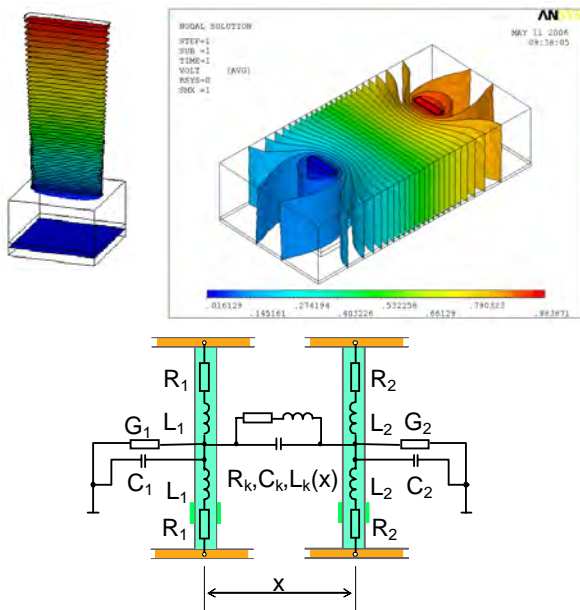 NODAL SOLUTION
STEP=1
SUB =1
TIME=1
VOLT (AVG)
RSYS=0
SMX =1
ANSYS
MAY 11 2006
09:58:05
.016129 .145161 .274194 .403226 .532258 .66129 .790323 .983871
R1 R2
G1 L1 L2 G2
C1 L1 Rk,Ck,Lk(x) L2 C2
R1 R2
x